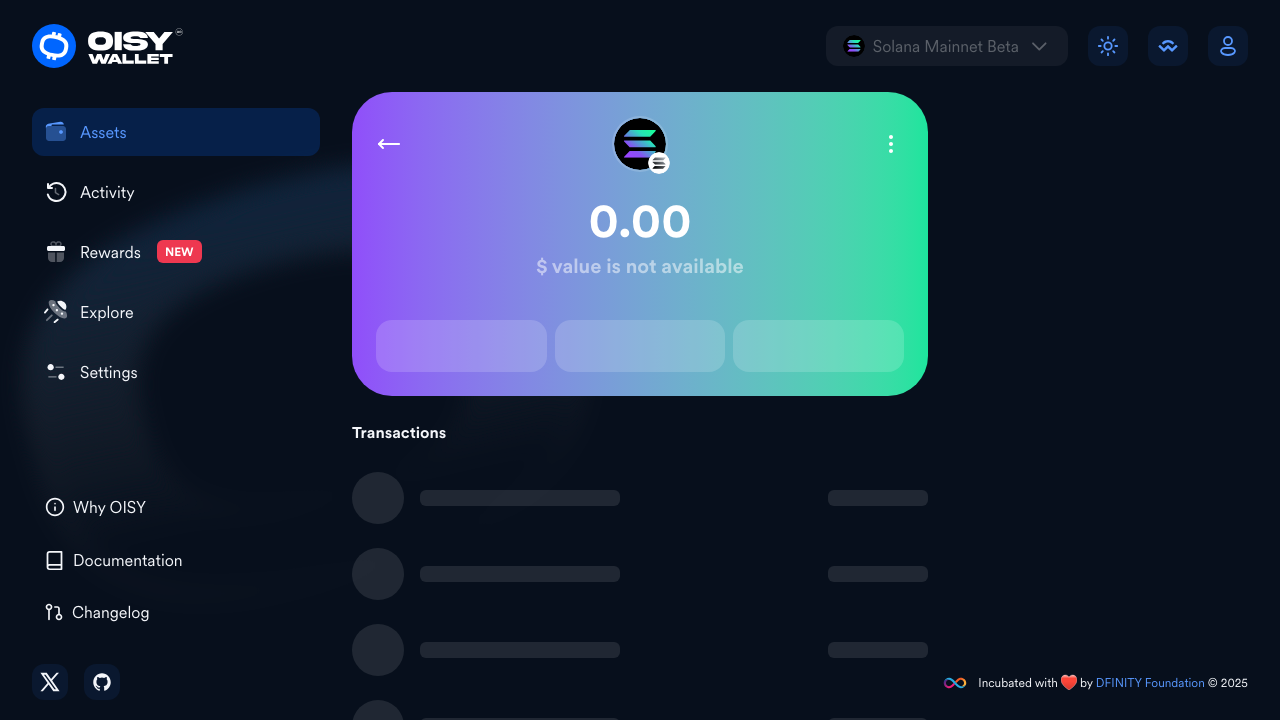 OISY
WALLET
Solana Mainnet Beta
Assets
Activity
Rewards NEW
Explore
Settings
Why OISY
Documentation
Changelog
0.00
$ value is not available
Transactions
Incubated with ❤️ by DFINITY Foundation © 2025